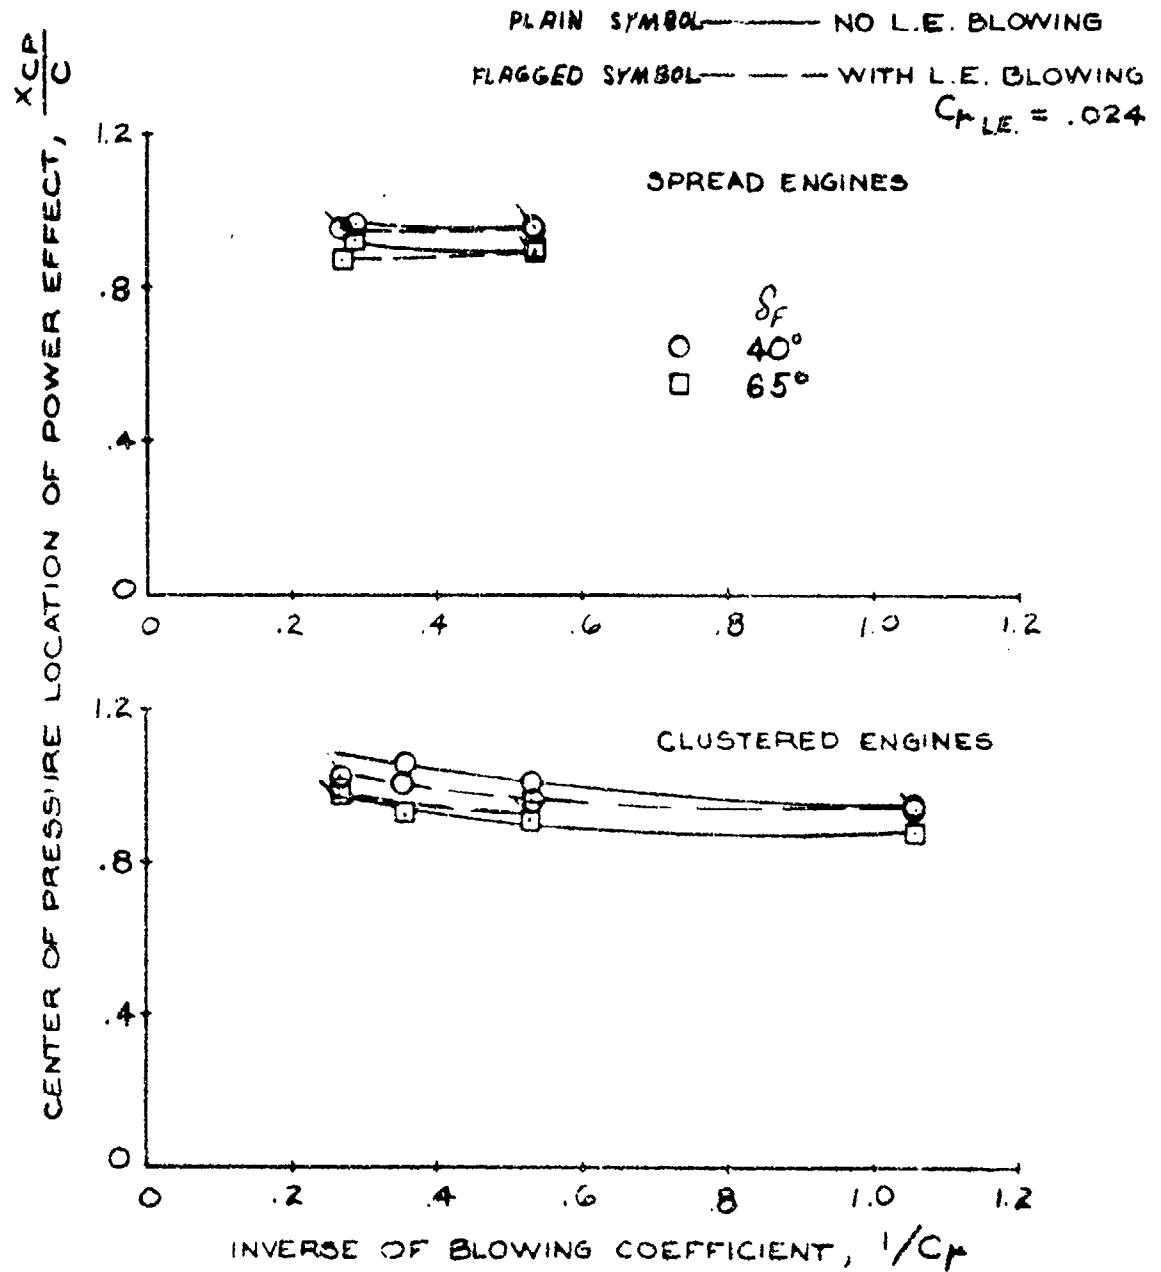 PLAIN SYMBOL——— NO L.E. BLOWING
FLAGGED SYMBOL— — — WITH L.E. BLOWING
Cμ L.E. = .024
CENTER OF PRESSURE LOCATION OF POWER EFFECT, XCP/C
1.2
.8
.4
0
SPREAD ENGINES
δF
40°
65°
0 .2 .4 .6 .8 1.0 1.2
1.2
.8
.4
0
CLUSTERED ENGINES
0 .2 .4 .6 .8 1.0 1.2
INVERSE OF BLOWING COEFFICIENT, 1/Cμ